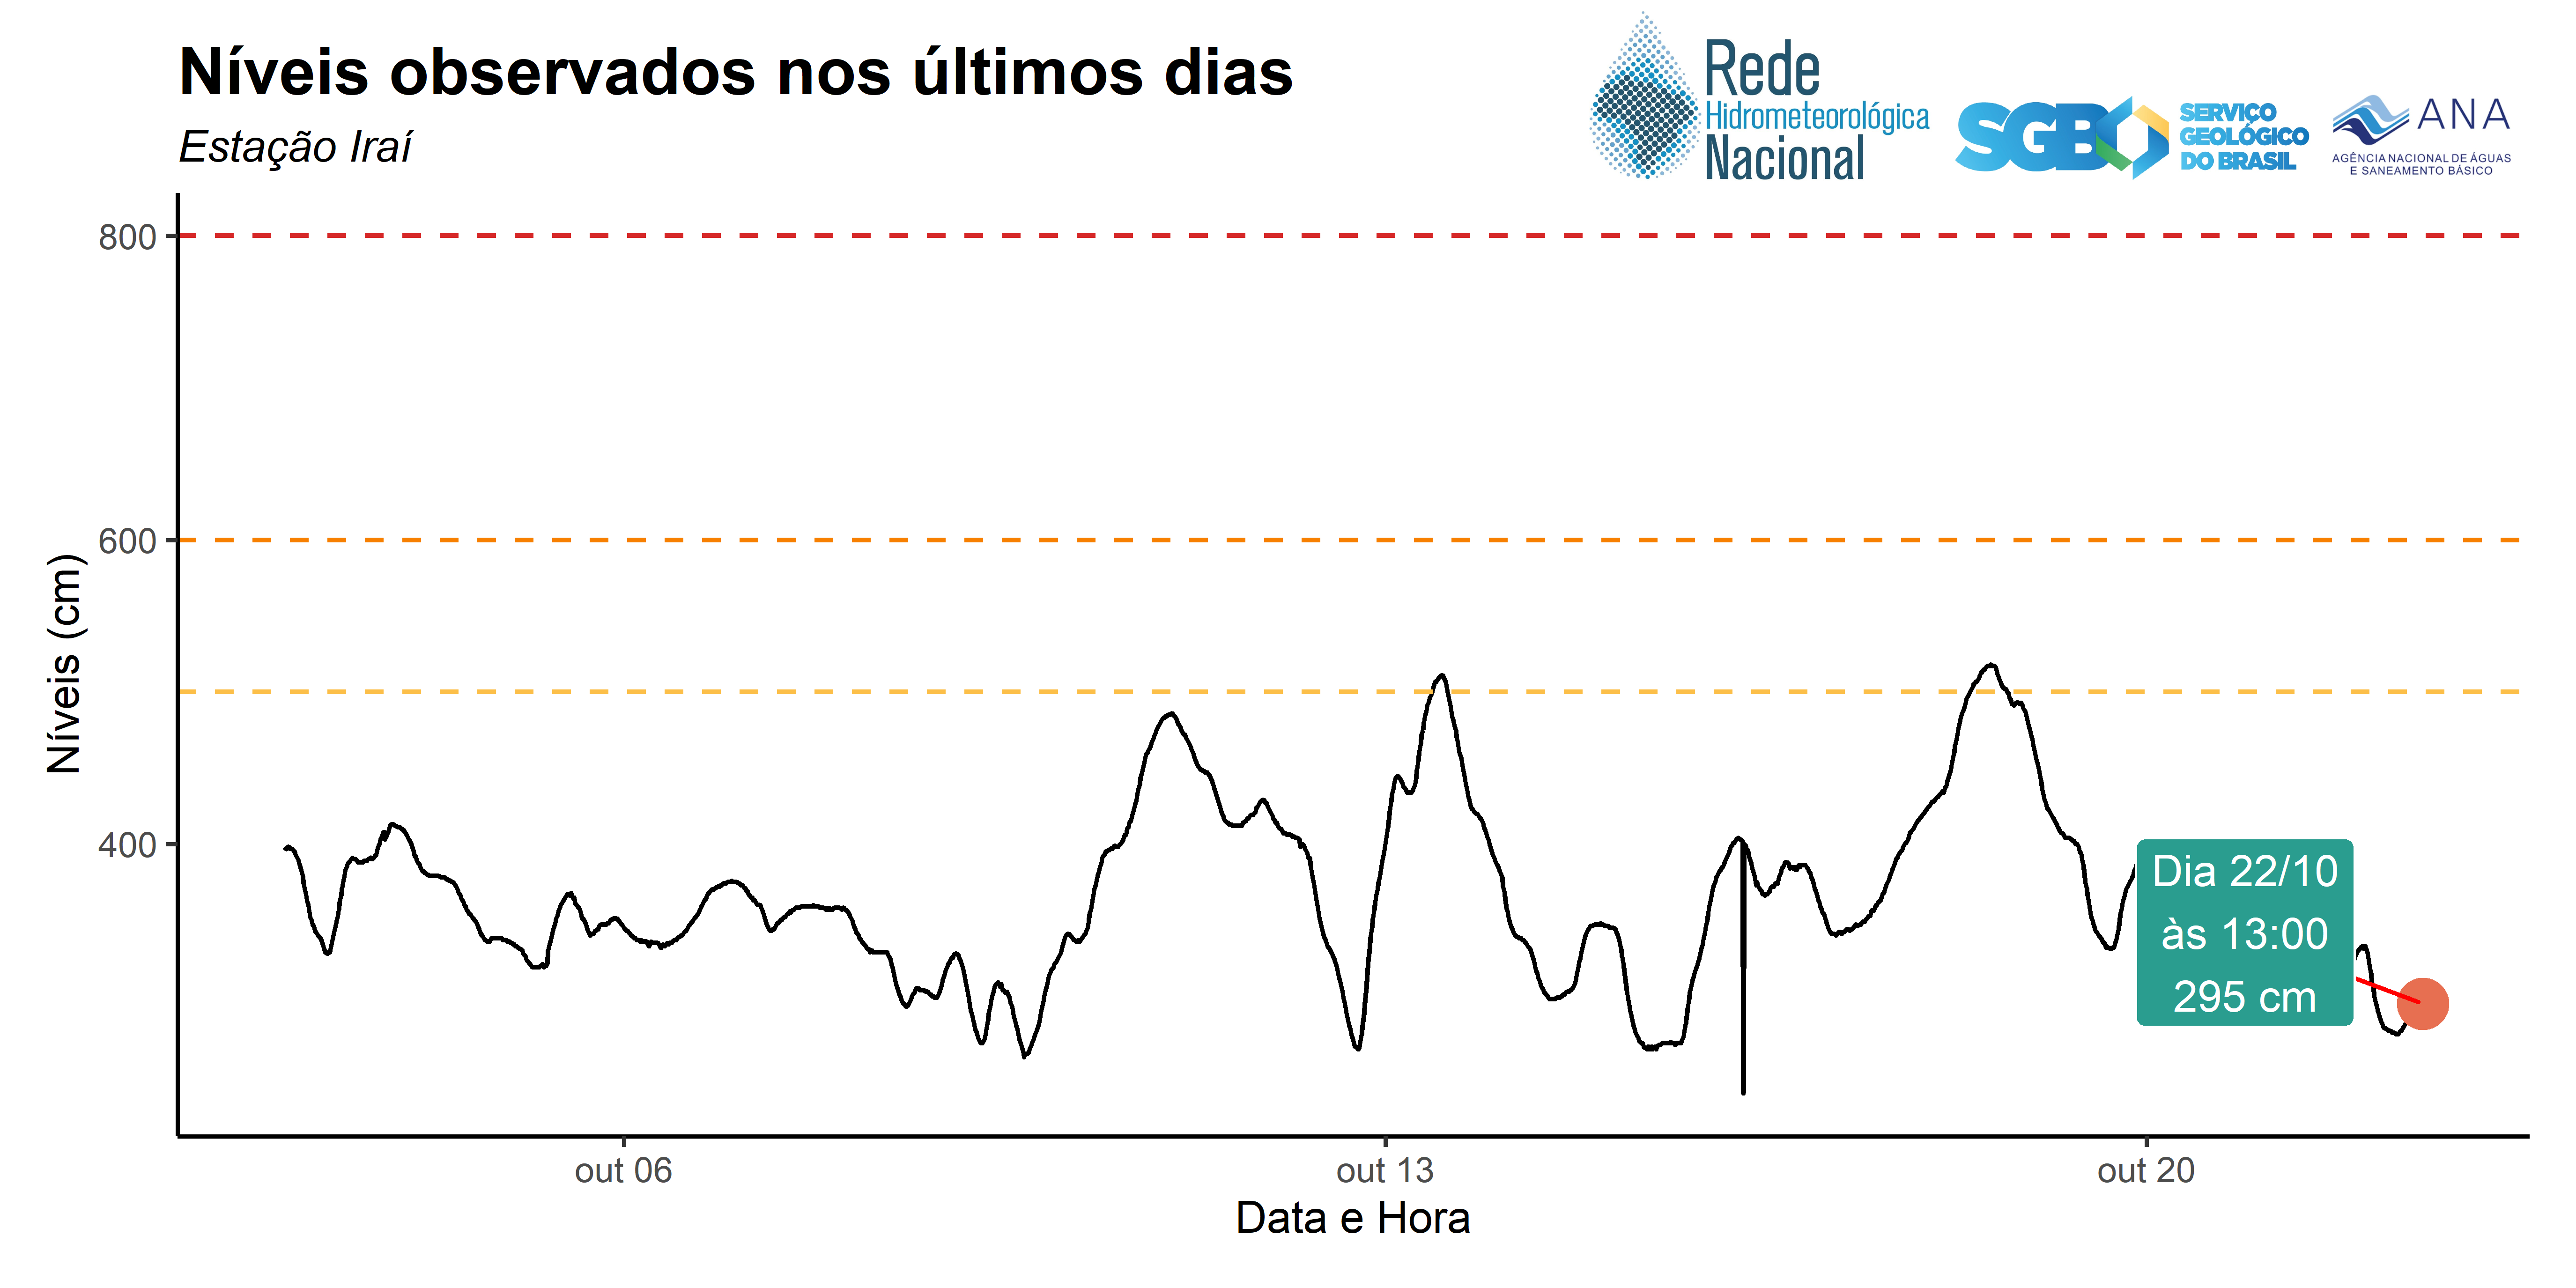 Níveis observados nos últimos dias
Estação Iraí
Rede
Hidrometeorológica
Nacional
SGB
SERVIÇO
GEOLÓGICO
DO BRASIL
ANA
AGÊNCIA NACIONAL DE ÁGUAS
E SANEAMENTO BÁSICO
Níveis (cm)
800
600
400
Dia 22/10
às 13:00
295 cm
out 06
out 13
out 20
Data e Hora